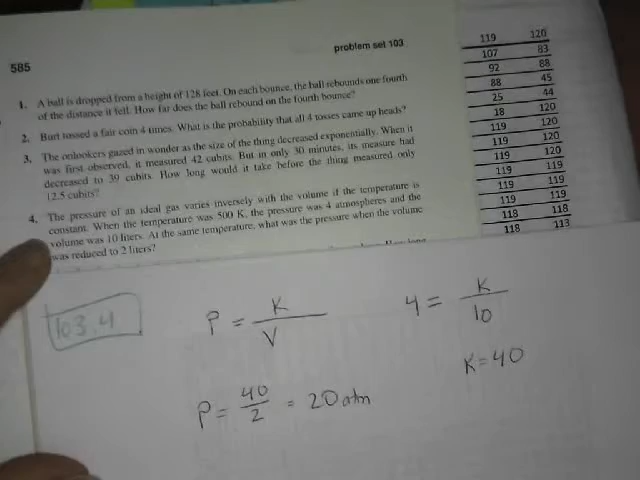 585
problem set 103
1. A ball is dropped from a height of 128 feet. On each bounce, the ball rebounds one fourth
of the distance it fell. How far does the ball rebound on the fourth bounce?
2. Burt tossed a fair coin 4 times. What is the probability that all 4 tosses came up heads?
3. The onlookers gazed in wonder as the size of the thing decreased exponentially. When it
was first observed, it measured 42 cubits. But in only 30 minutes, its measure had
decreased to 39 cubits. How long would it take before the thing measured only
12.5 cubits?
4. The pressure of an ideal gas varies inversely with the volume if the temperature is
constant. When the temperature was 500 K, the pressure was 4 atmospheres and the
volume was 10 liters. At the same temperature, what was the pressure when the volume
was reduced to 2 liters?
119 120
107 83
92 88
88 45
25 44
18 120
119 120
119 120
119 120
119 119
119 119
119 119
118 118
118 113
103.4
P = K / V
4 = K / 10
K = 40
P = 40 / 2 = 20 atm